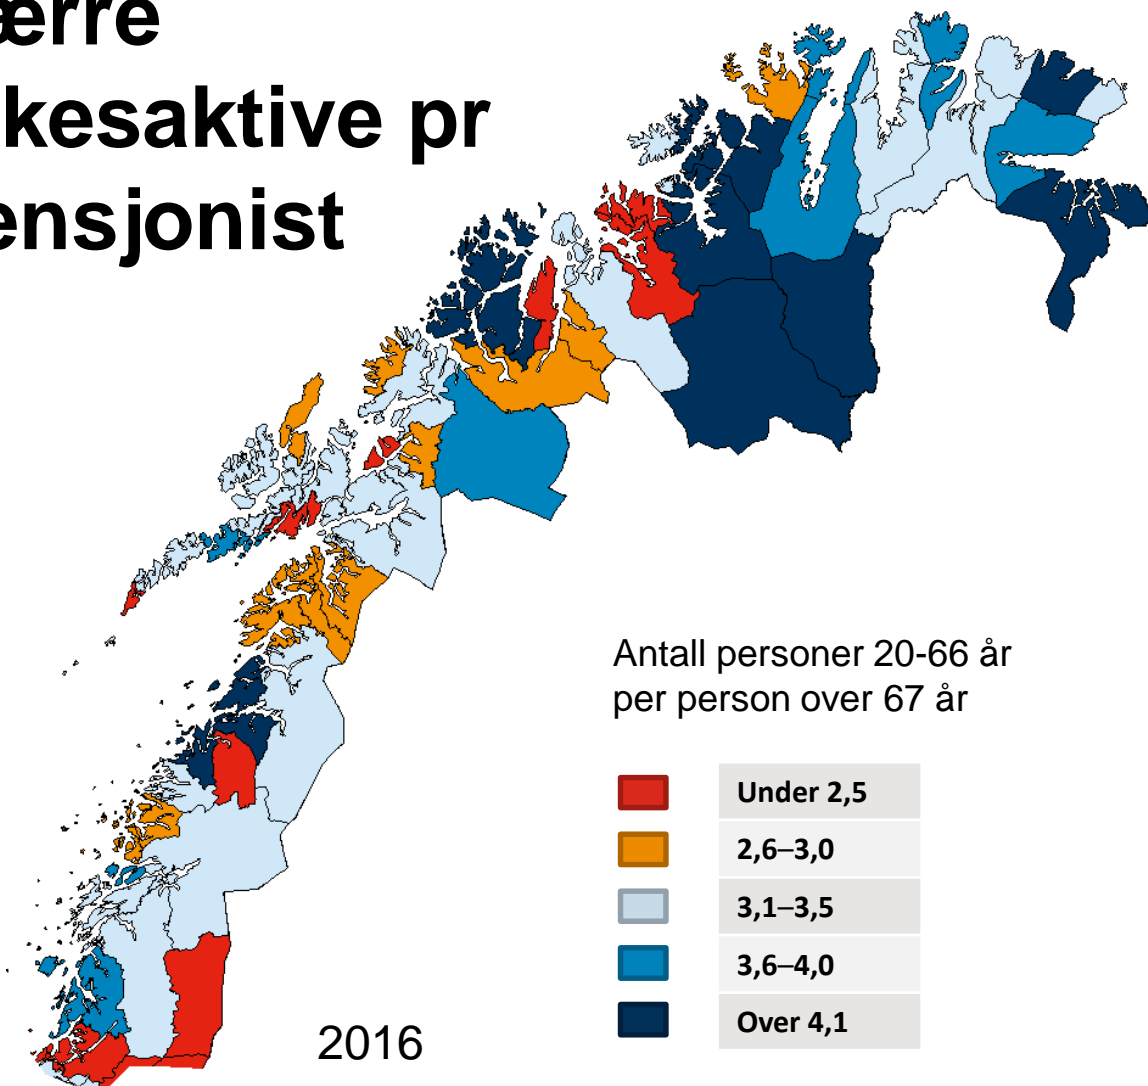 ærre
kesaktive pr
ensjonist
Antall personer 20-66 år
per person over 67 år
Under 2,5
2,6–3,0
3,1–3,5
3,6–4,0
Over 4,1
2016